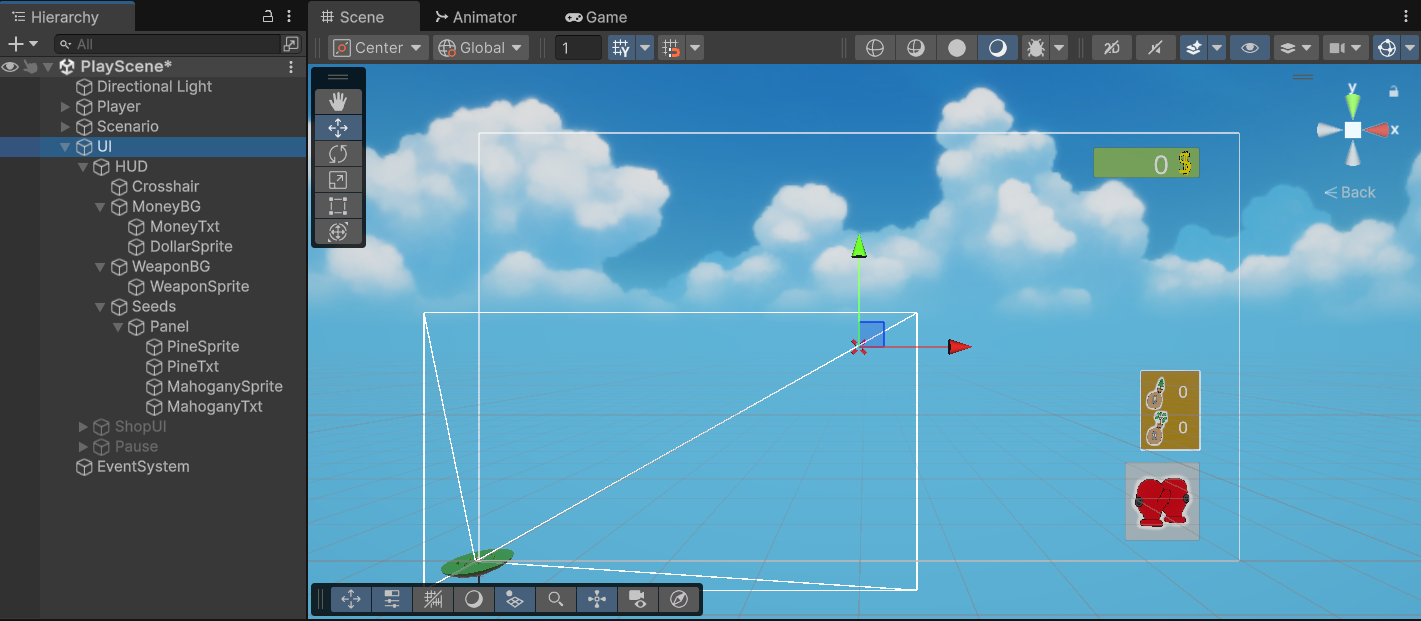 Hierarchy
All
PlayScene*
Directional Light
Player
Scenario
UI
HUD
Crosshair
MoneyBG
MoneyTxt
DollarSprite
WeaponBG
WeaponSprite
Seeds
Panel
PineSprite
PineTxt
MahoganySprite
MahoganyTxt
ShopUI
Pause
EventSystem
Scene Animator Game
Center Global 1 2D
y
x
Back
0 $
0
0